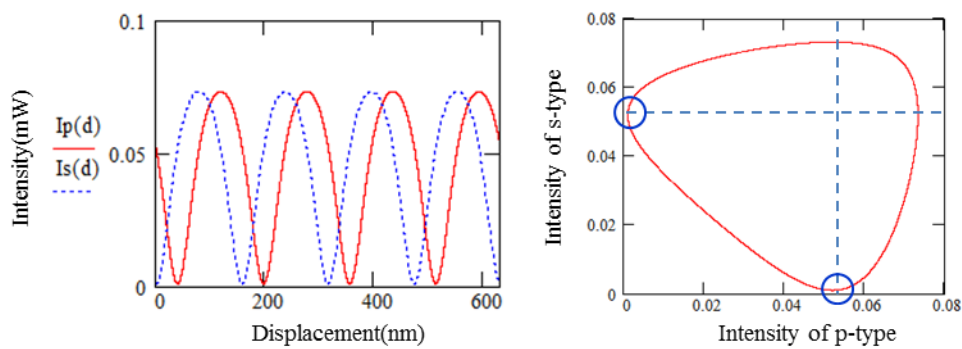 0.1
0.05
0
Intensity(mW)
Ip(d)
Is(d)
0 200 400 600
Displacement(nm)
0.08
0.06
0.04
0.02
0
Intensity of s-type
0 0.02 0.04 0.06 0.08
Intensity of p-type